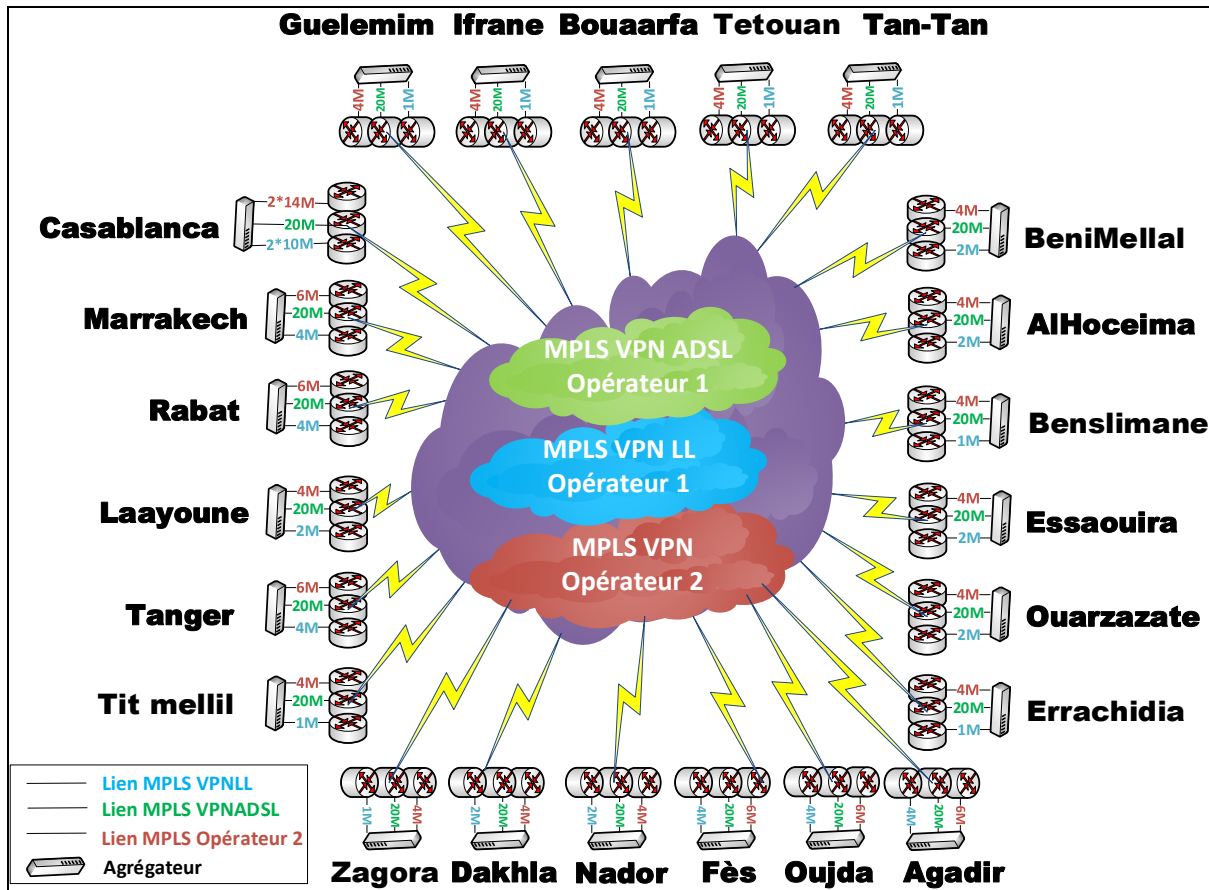 Guelemim Ifrane Bouaarfa Tetouan Tan-Tan
4M 20M 1M 4M 20M 1M 4M 20M 1M 4M 20M 1M 4M 20M 1M
Casablanca
2*14M
20M
2*10M
Marrakech
6M
20M
4M
Rabat
6M
20M
4M
Laayoune
4M
20M
2M
Tanger
6M
20M
4M
Tit mellil
4M
20M
1M
MPLS VPN ADSL
Opérateur 1
MPLS VPN LL
Opérateur 1
MPLS VPN
Opérateur 2
4M
20M
2M
BeniMellal
4M
20M
2M
AlHoceima
4M
20M
1M
Benslimane
4M
20M
2M
Essaouira
4M
20M
2M
Ouarzazate
4M
20M
1M
Errachidia
1M 20M 4M 2M 20M 4M 2M 20M 4M 4M 20M 6M 4M 20M 6M 4M 20M 6M
Zagora Dakhla Nador Fès Oujda Agadir
Lien MPLS VPNLL
Lien MPLS VPNADSL
Lien MPLS Opérateur 2
Agrégateur